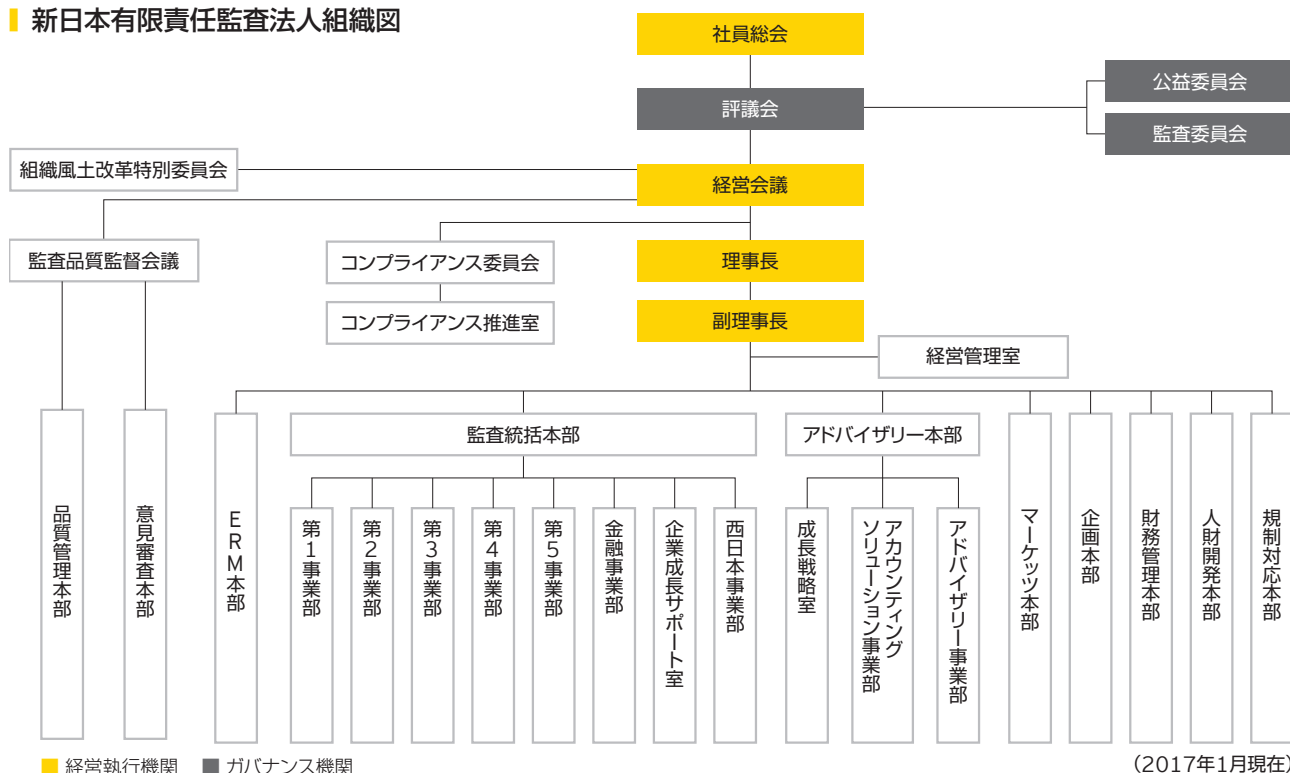 新日本有限責任監査法人組織図
社員総会
評議会
公益委員会
監査委員会
組織風土改革特別委員会
経営会議
監査品質監督会議
コンプライアンス委員会
理事長
コンプライアンス推進室
副理事長
経営管理室
品質管理本部
意見審査本部
ERM本部
監査統括本部
第1事業部
第2事業部
第3事業部
第4事業部
第5事業部
金融事業部
企業成長サポート室
西日本事業部
アドバイザリー本部
成長戦略室
アカウンティング
ソリューション事業部
アドバイザリー事業部
マーケッツ本部
企画本部
財務管理本部
人財開発本部
規制対応本部
経営執行機関 ガバナンス機関
(2017年1月現在)